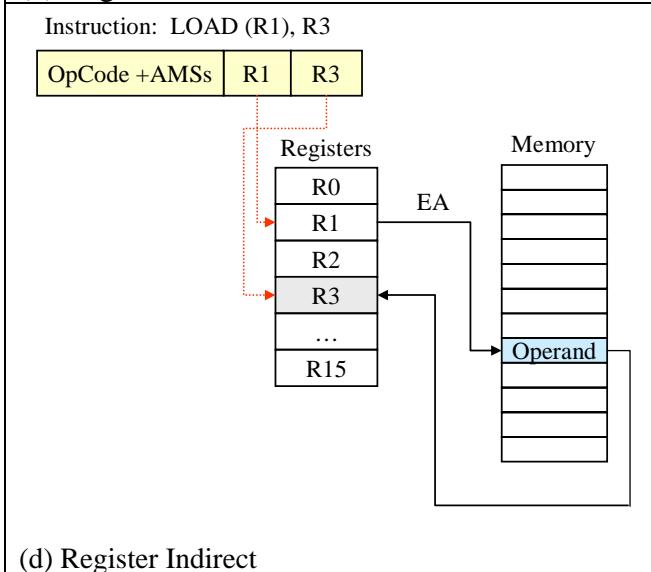 Instruction: LOAD (R1), R3
OpCode +AMSs R1 R3
Registers
Memory
R0
EA
R1
R2
R3
…
Operand
R15
(d) Register Indirect